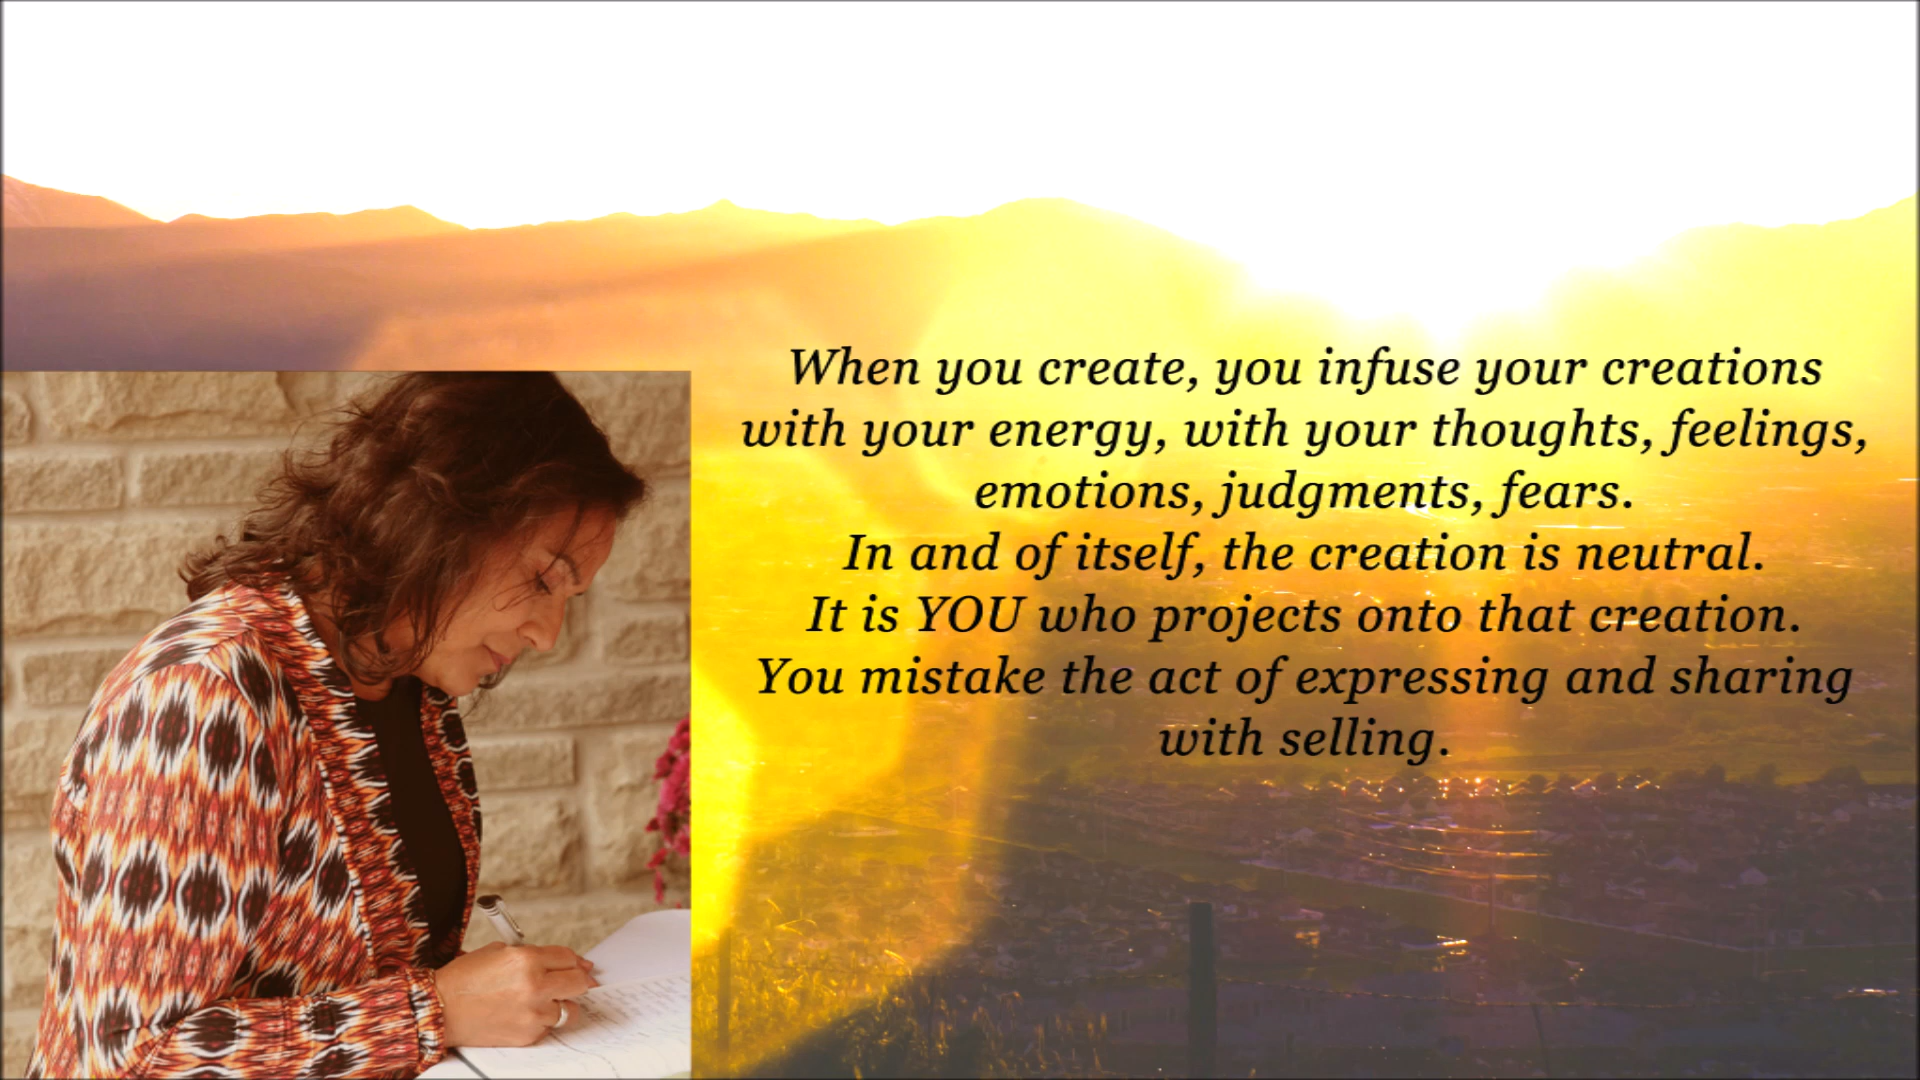 When you create, you infuse your creations
with your energy, with your thoughts, feelings,
emotions, judgments, fears.
In and of itself, the creation is neutral.
It is YOU who projects onto that creation.
You mistake the act of expressing and sharing
with selling.